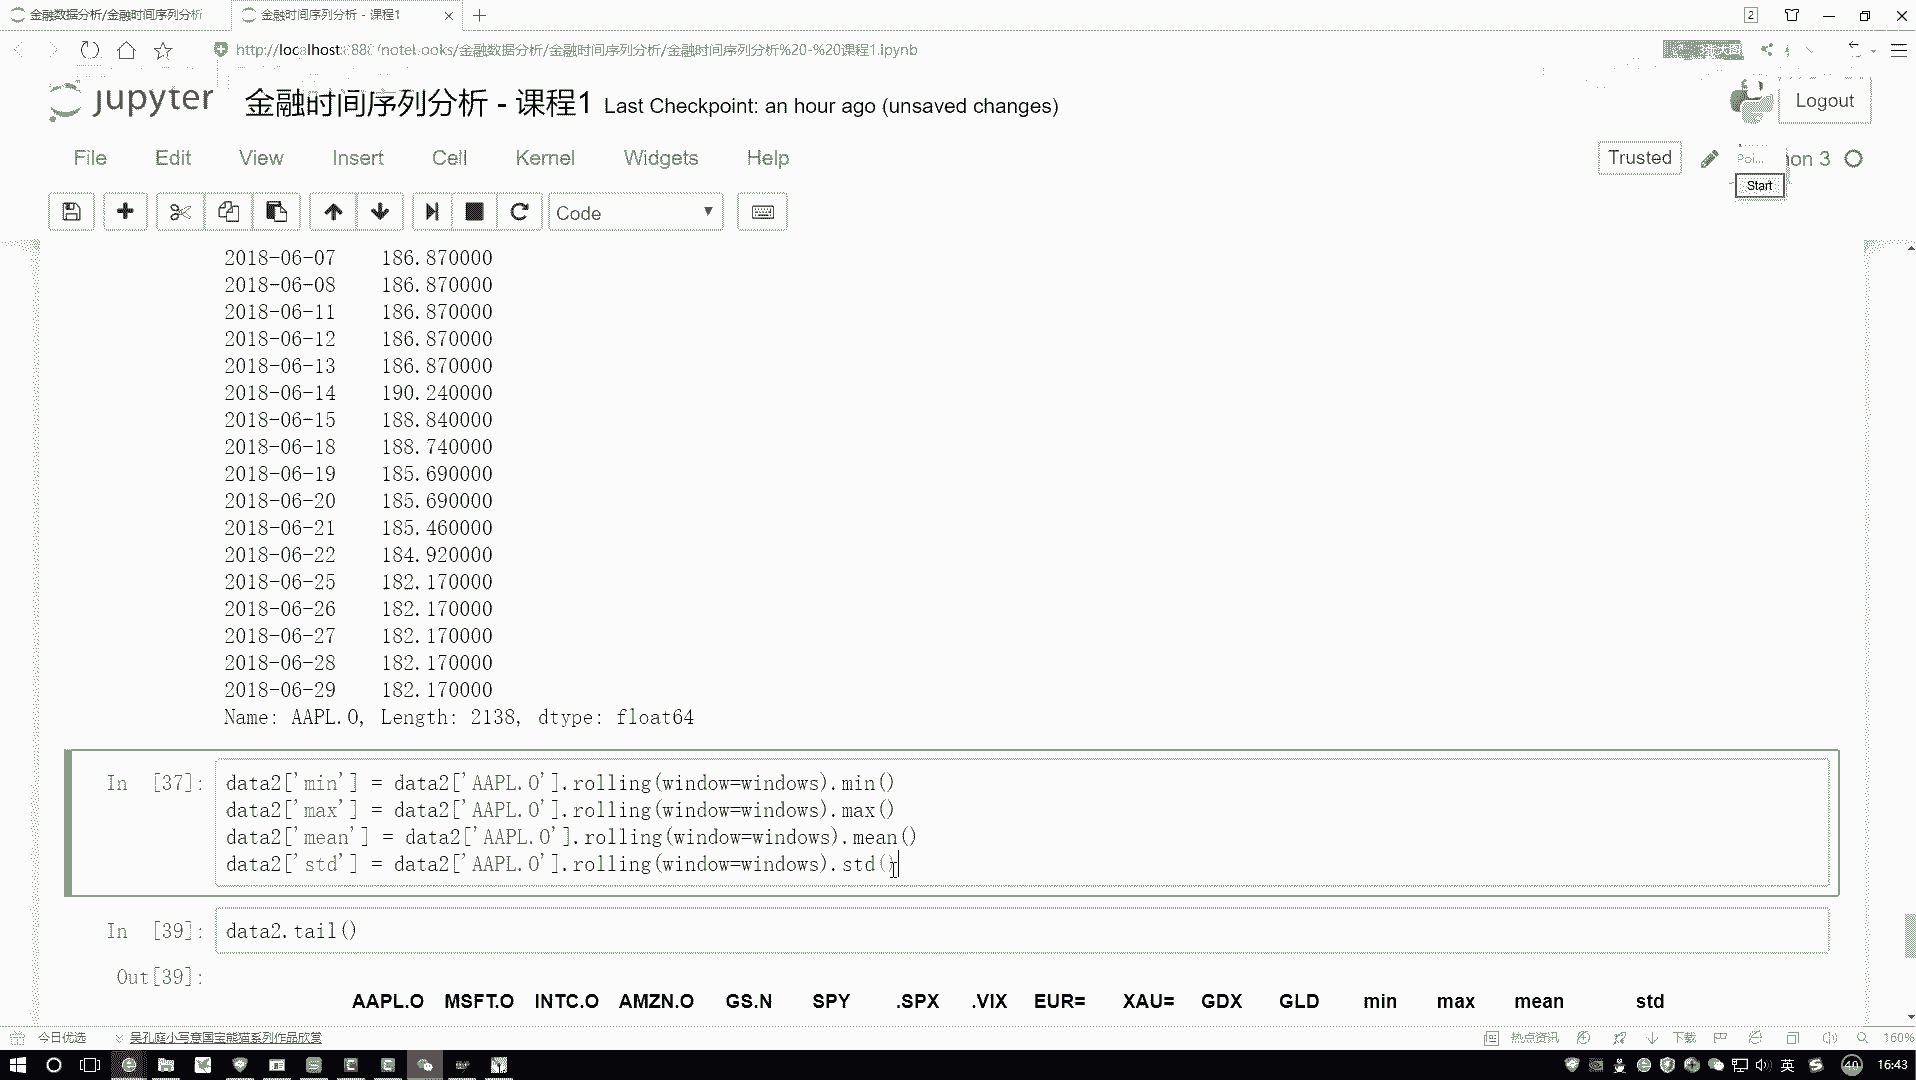 金融数据分析/金融时间序列分析
金融时间序列分析 - 课程1
2
/notebooks/金融数据分析/金融时间序列分析/金融时间序列分析%20-%20课程1.ipynb
jupyter 金融时间序列分析 - 课程1 Last Checkpoint: an hour ago (unsaved changes)
Logout
File Edit View Insert Cell Kernel Widgets Help
Trusted
Poi...
on 3
Start
Code
2018-06-07 186.870000
2018-06-08 186.870000
2018-06-11 186.870000
2018-06-12 186.870000
2018-06-13 186.870000
2018-06-14 190.240000
2018-06-15 188.840000
2018-06-18 188.740000
2018-06-19 185.690000
2018-06-20 185.690000
2018-06-21 185.460000
2018-06-22 184.920000
2018-06-25 182.170000
2018-06-26 182.170000
2018-06-27 182.170000
2018-06-28 182.170000
2018-06-29 182.170000
Name: AAPL.O, Length: 2138, dtype: float64
In [37]: data2['min'] = data2['AAPL.O'].rolling(window=windows).min()
data2['max'] = data2['AAPL.O'].rolling(window=windows).max()
data2['mean'] = data2['AAPL.O'].rolling(window=windows).mean()
data2['std'] = data2['AAPL.O'].rolling(window=windows).std()
In [39]: data2.tail()
Out[39]:
AAPL.O MSFT.O INTC.O AMZN.O GS.N SPY .SPX .VIX EUR= XAU= GDX GLD min max mean std
今日优选
吴孔庭小写意国宝熊猫系列作品欣赏
热点资讯
下载
160%
英
40
16:43